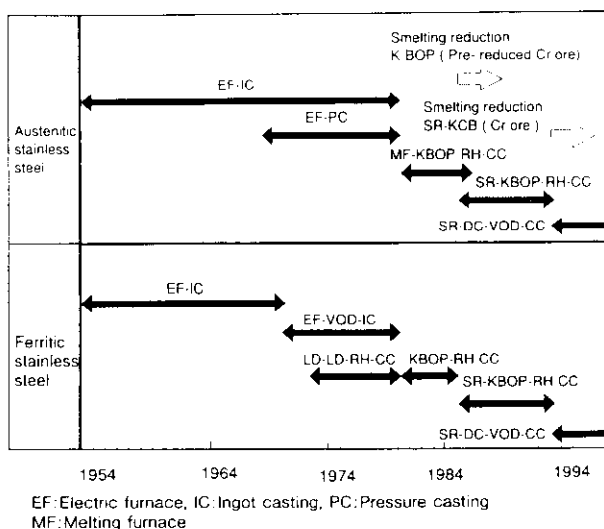 Smelting reduction
K BOP ( Pre-reduced Cr ore)
EF-IC
Smelting reduction
SR-KCB ( Cr ore )
EF-PC
Austenitic
stainless
steel
MF-KBOP RH-CC
SR-KBOP-RH-CC
SR-DC-VOD-CC
EF-IC
EF-VOD-IC
Ferritic
stainless
steel
LD-LD-RH-CC KBOP-RH CC
SR-KBOP-RH CC
SR-DC-VOD-CC
1954 1964 1974 1984 1994
EF:Electric furnace, IC:Ingot casting, PC:Pressure casting
MF:Melting furnace